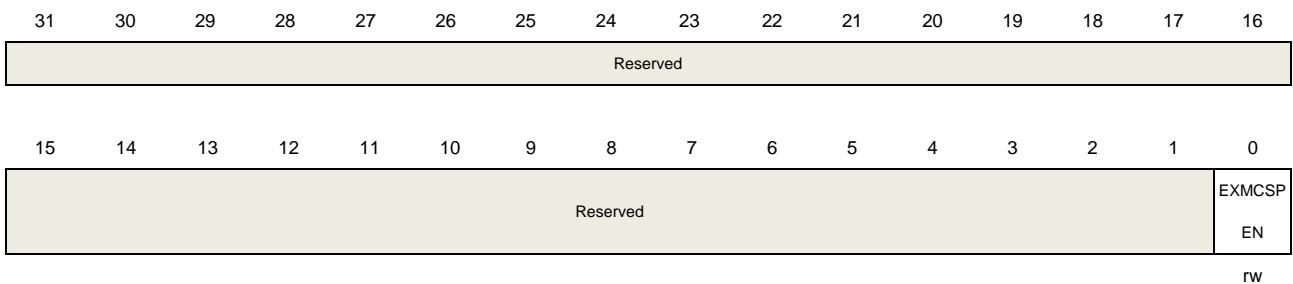 31 30 29 28 27 26 25 24 23 22 21 20 19 18 17 16
Reserved
15 14 13 12 11 10 9 8 7 6 5 4 3 2 1 0
Reserved
EXMCSP
EN
rw